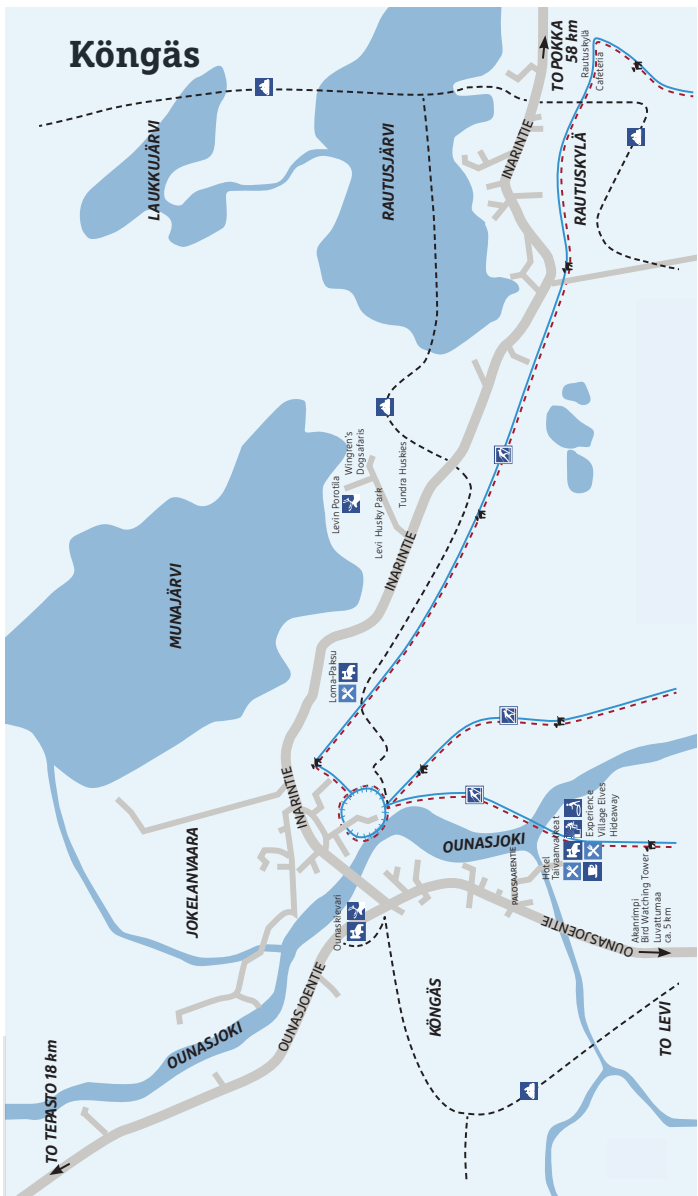 Köngäs
TO POKKA
58 km
Rautuskylä
Cafeteria
LAUKKUJÄRVI
RAUTUSJÄRVI
INARINTIE
RAUTUSKYLÄ
MUNAJÄRVI
Levin Porotila
Wingren's
Dogsafaris
Levi Husky Park
Tundra Huskies
INARINTIE
Loma-Paksu
INARINTIE
JOKELANVAARA
OUNASJOKI
Hotel
Taivaanvalkeat
Experience
Village Elves
Hideaway
PALOSAARENTIE
Ounaskievari
OUNASJOENTIE
Akanrimpi
Bird Watching Tower
Luvattumaa
ca. 5 km
OUNASJOKI
OUNASJOENTIE
KÖNGÄS
TO LEVI
TO TEPASTO 18 km